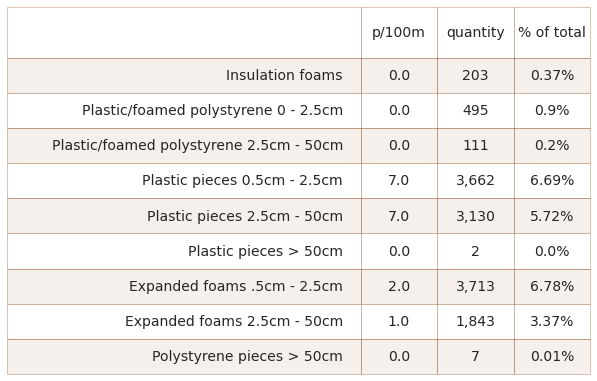 p/100m quantity % of total
Insulation foams 0.0 203 0.37%
Plastic/foamed polystyrene 0 - 2.5cm 0.0 495 0.9%
Plastic/foamed polystyrene 2.5cm - 50cm 0.0 111 0.2%
Plastic pieces 0.5cm - 2.5cm 7.0 3,662 6.69%
Plastic pieces 2.5cm - 50cm 7.0 3,130 5.72%
Plastic pieces > 50cm 0.0 2 0.0%
Expanded foams .5cm - 2.5cm 2.0 3,713 6.78%
Expanded foams 2.5cm - 50cm 1.0 1,843 3.37%
Polystyrene pieces > 50cm 0.0 7 0.01%